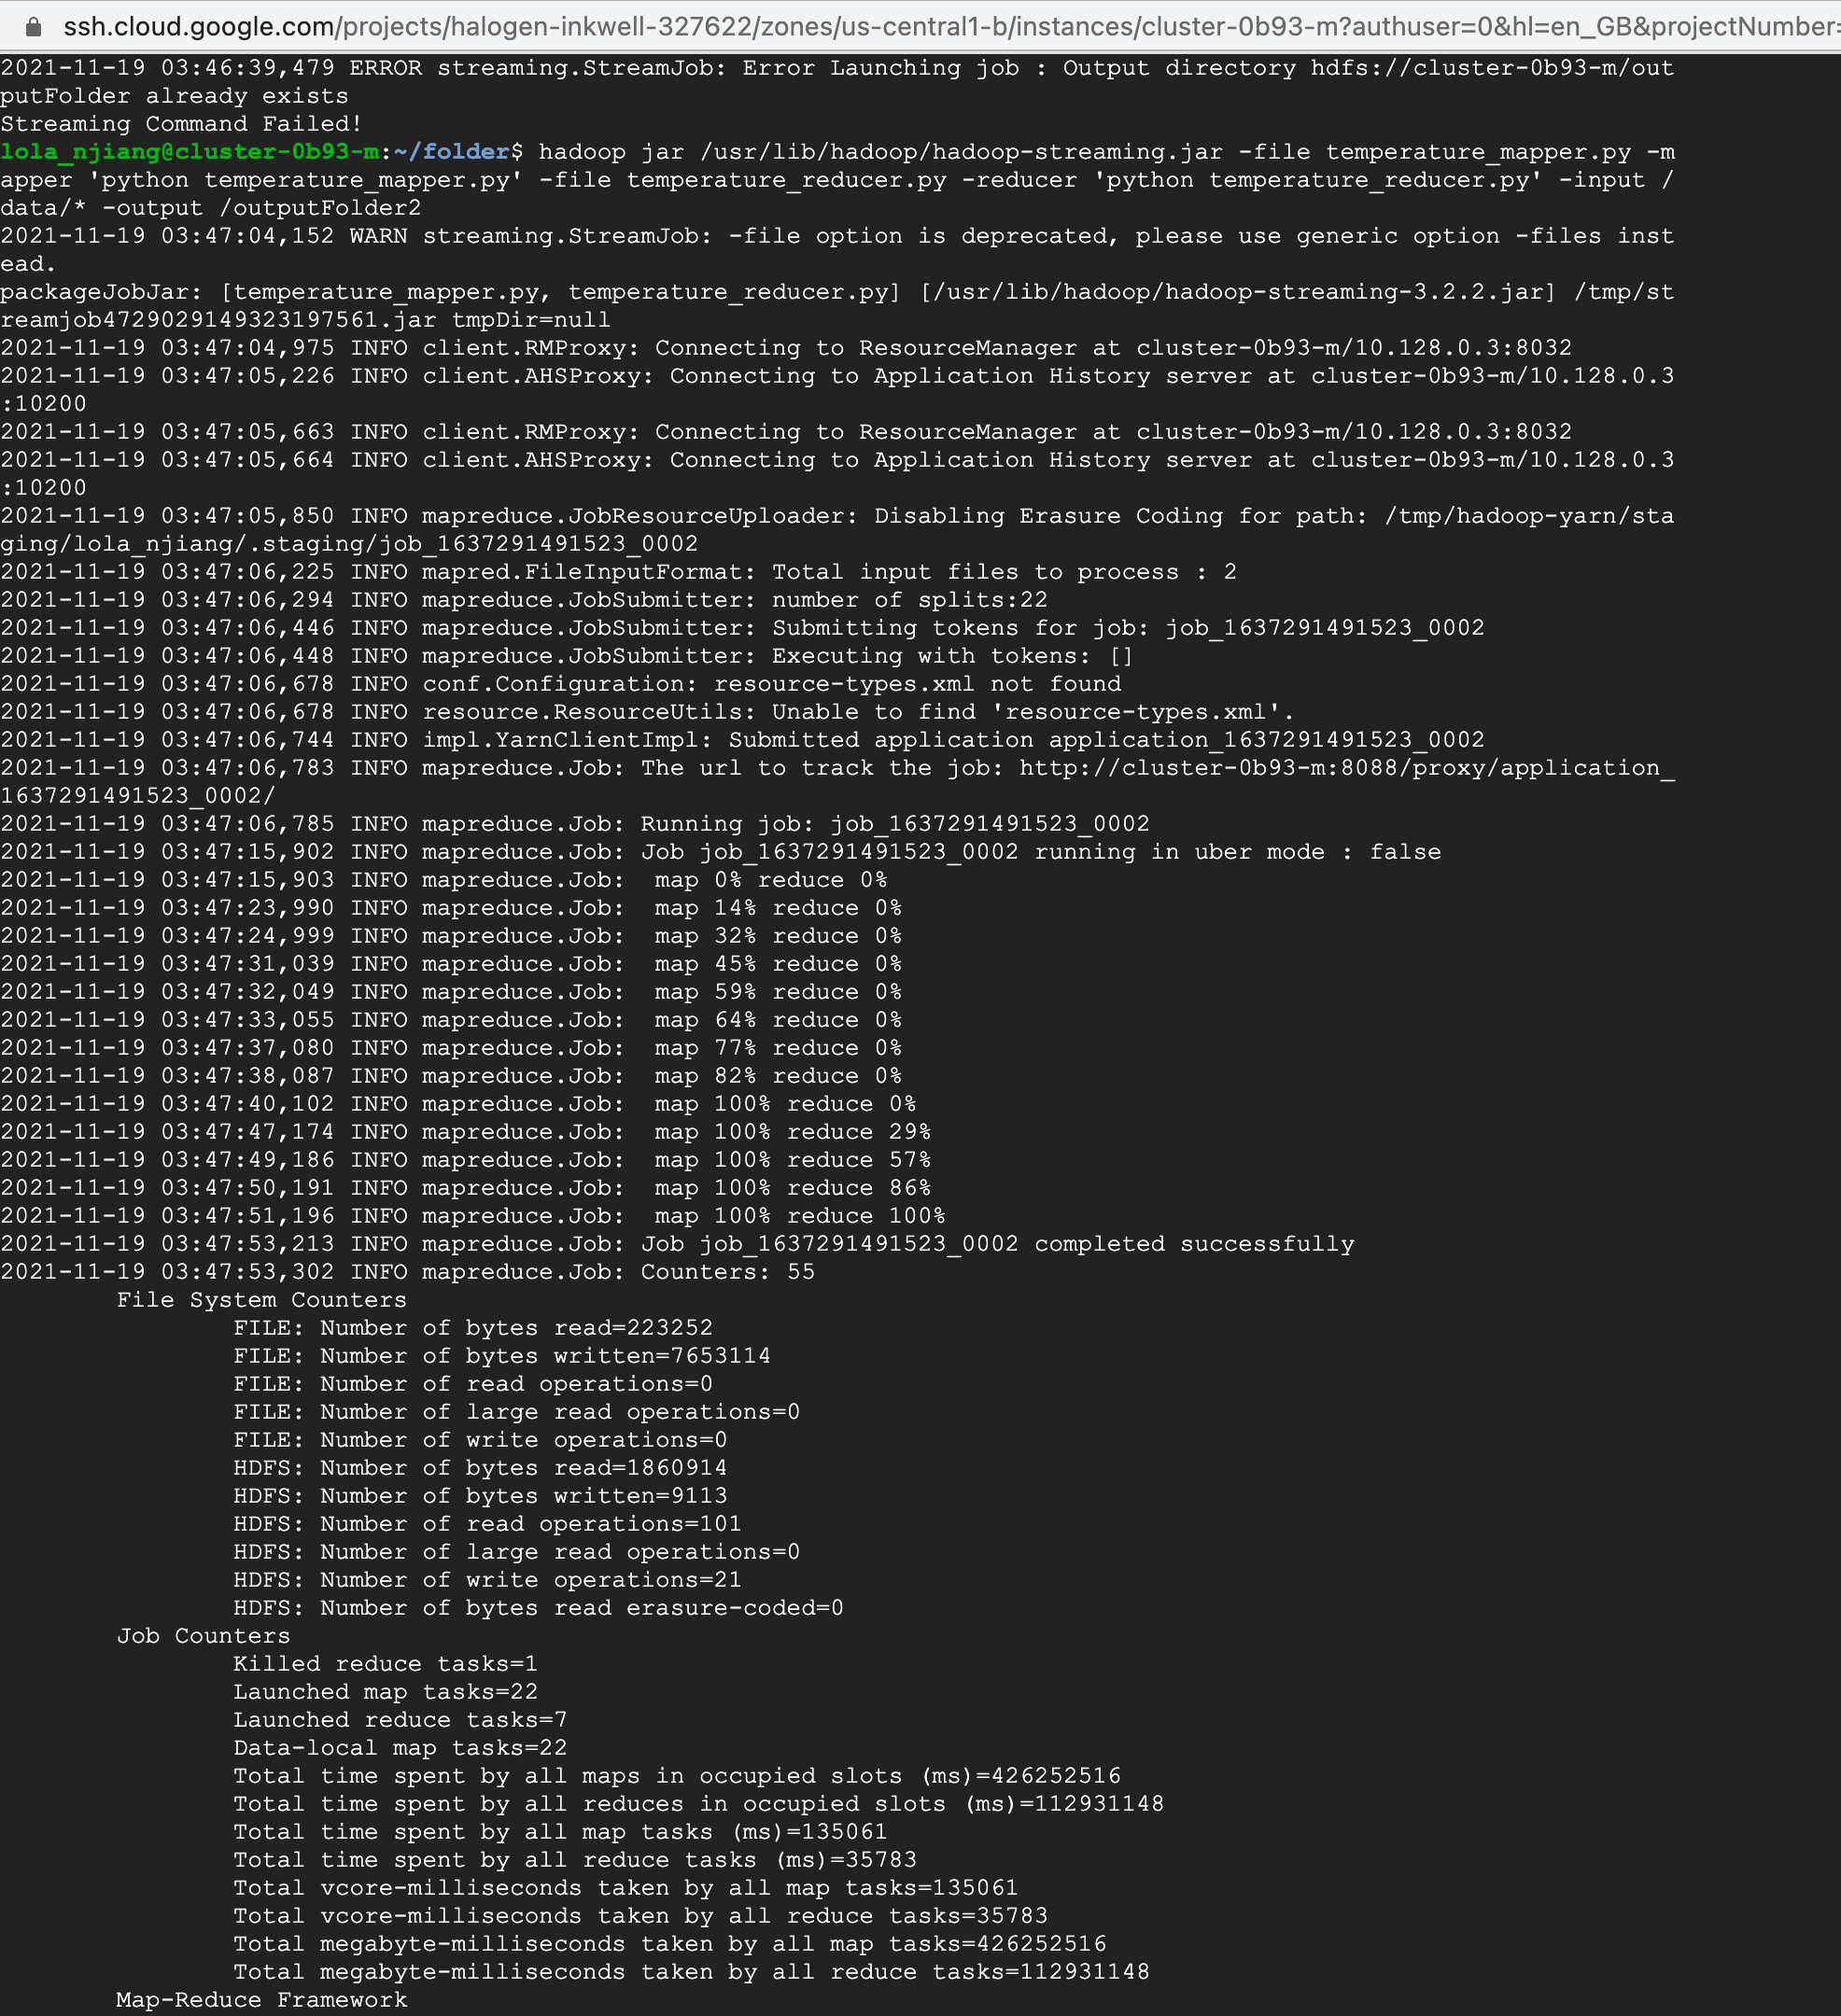 ssh.cloud.google.com/projects/halogen-inkwell-327622/zones/us-central1-b/instances/cluster-0b93-m?authuser=0&hl=en_GB&projectNumber=
2021-11-19 03:46:39,479 ERROR streaming.StreamJob: Error Launching job : Output directory hdfs://cluster-0b93-m/out
putFolder already exists
Streaming Command Failed!
lola_njiang@cluster-0b93-m:~/folder$ hadoop jar /usr/lib/hadoop/hadoop-streaming.jar -file temperature_mapper.py -m
apper 'python temperature_mapper.py' -file temperature_reducer.py -reducer 'python temperature_reducer.py' -input /
data/* -output /outputFolder2
2021-11-19 03:47:04,152 WARN streaming.StreamJob: -file option is deprecated, please use generic option -files inst
ead.
packageJobJar: [temperature_mapper.py, temperature_reducer.py] [/usr/lib/hadoop/hadoop-streaming-3.2.2.jar] /tmp/st
reamjob4729029149323197561.jar tmpDir=null
2021-11-19 03:47:04,975 INFO client.RMProxy: Connecting to ResourceManager at cluster-0b93-m/10.128.0.3:8032
2021-11-19 03:47:05,226 INFO client.AHSProxy: Connecting to Application History server at cluster-0b93-m/10.128.0.3
:10200
2021-11-19 03:47:05,663 INFO client.RMProxy: Connecting to ResourceManager at cluster-0b93-m/10.128.0.3:8032
2021-11-19 03:47:05,664 INFO client.AHSProxy: Connecting to Application History server at cluster-0b93-m/10.128.0.3
:10200
2021-11-19 03:47:05,850 INFO mapreduce.JobResourceUploader: Disabling Erasure Coding for path: /tmp/hadoop-yarn/sta
ging/lola_njiang/.staging/job_1637291491523_0002
2021-11-19 03:47:06,225 INFO mapred.FileInputFormat: Total input files to process : 2
2021-11-19 03:47:06,294 INFO mapreduce.JobSubmitter: number of splits:22
2021-11-19 03:47:06,446 INFO mapreduce.JobSubmitter: Submitting tokens for job: job_1637291491523_0002
2021-11-19 03:47:06,448 INFO mapreduce.JobSubmitter: Executing with tokens: []
2021-11-19 03:47:06,678 INFO conf.Configuration: resource-types.xml not found
2021-11-19 03:47:06,678 INFO resource.ResourceUtils: Unable to find 'resource-types.xml'.
2021-11-19 03:47:06,744 INFO impl.YarnClientImpl: Submitted application application_1637291491523_0002
2021-11-19 03:47:06,783 INFO mapreduce.Job: The url to track the job: http://cluster-0b93-m:8088/proxy/application_
1637291491523_0002/
2021-11-19 03:47:06,785 INFO mapreduce.Job: Running job: job_1637291491523_0002
2021-11-19 03:47:15,902 INFO mapreduce.Job: Job job_1637291491523_0002 running in uber mode : false
2021-11-19 03:47:15,903 INFO mapreduce.Job:  map 0% reduce 0%
2021-11-19 03:47:23,990 INFO mapreduce.Job:  map 14% reduce 0%
2021-11-19 03:47:24,999 INFO mapreduce.Job:  map 32% reduce 0%
2021-11-19 03:47:31,039 INFO mapreduce.Job:  map 45% reduce 0%
2021-11-19 03:47:32,049 INFO mapreduce.Job:  map 59% reduce 0%
2021-11-19 03:47:33,055 INFO mapreduce.Job:  map 64% reduce 0%
2021-11-19 03:47:37,080 INFO mapreduce.Job:  map 77% reduce 0%
2021-11-19 03:47:38,087 INFO mapreduce.Job:  map 82% reduce 0%
2021-11-19 03:47:40,102 INFO mapreduce.Job:  map 100% reduce 0%
2021-11-19 03:47:47,174 INFO mapreduce.Job:  map 100% reduce 29%
2021-11-19 03:47:49,186 INFO mapreduce.Job:  map 100% reduce 57%
2021-11-19 03:47:50,191 INFO mapreduce.Job:  map 100% reduce 86%
2021-11-19 03:47:51,196 INFO mapreduce.Job:  map 100% reduce 100%
2021-11-19 03:47:53,213 INFO mapreduce.Job: Job job_1637291491523_0002 completed successfully
2021-11-19 03:47:53,302 INFO mapreduce.Job: Counters: 55
File System Counters
FILE: Number of bytes read=223252
FILE: Number of bytes written=7653114
FILE: Number of read operations=0
FILE: Number of large read operations=0
FILE: Number of write operations=0
HDFS: Number of bytes read=1860914
HDFS: Number of bytes written=9113
HDFS: Number of read operations=101
HDFS: Number of large read operations=0
HDFS: Number of write operations=21
HDFS: Number of bytes read erasure-coded=0
Job Counters
Killed reduce tasks=1
Launched map tasks=22
Launched reduce tasks=7
Data-local map tasks=22
Total time spent by all maps in occupied slots (ms)=426252516
Total time spent by all reduces in occupied slots (ms)=112931148
Total time spent by all map tasks (ms)=135061
Total time spent by all reduce tasks (ms)=35783
Total vcore-milliseconds taken by all map tasks=135061
Total vcore-milliseconds taken by all reduce tasks=35783
Total megabyte-milliseconds taken by all map tasks=426252516
Total megabyte-milliseconds taken by all reduce tasks=112931148
Map-Reduce Framework